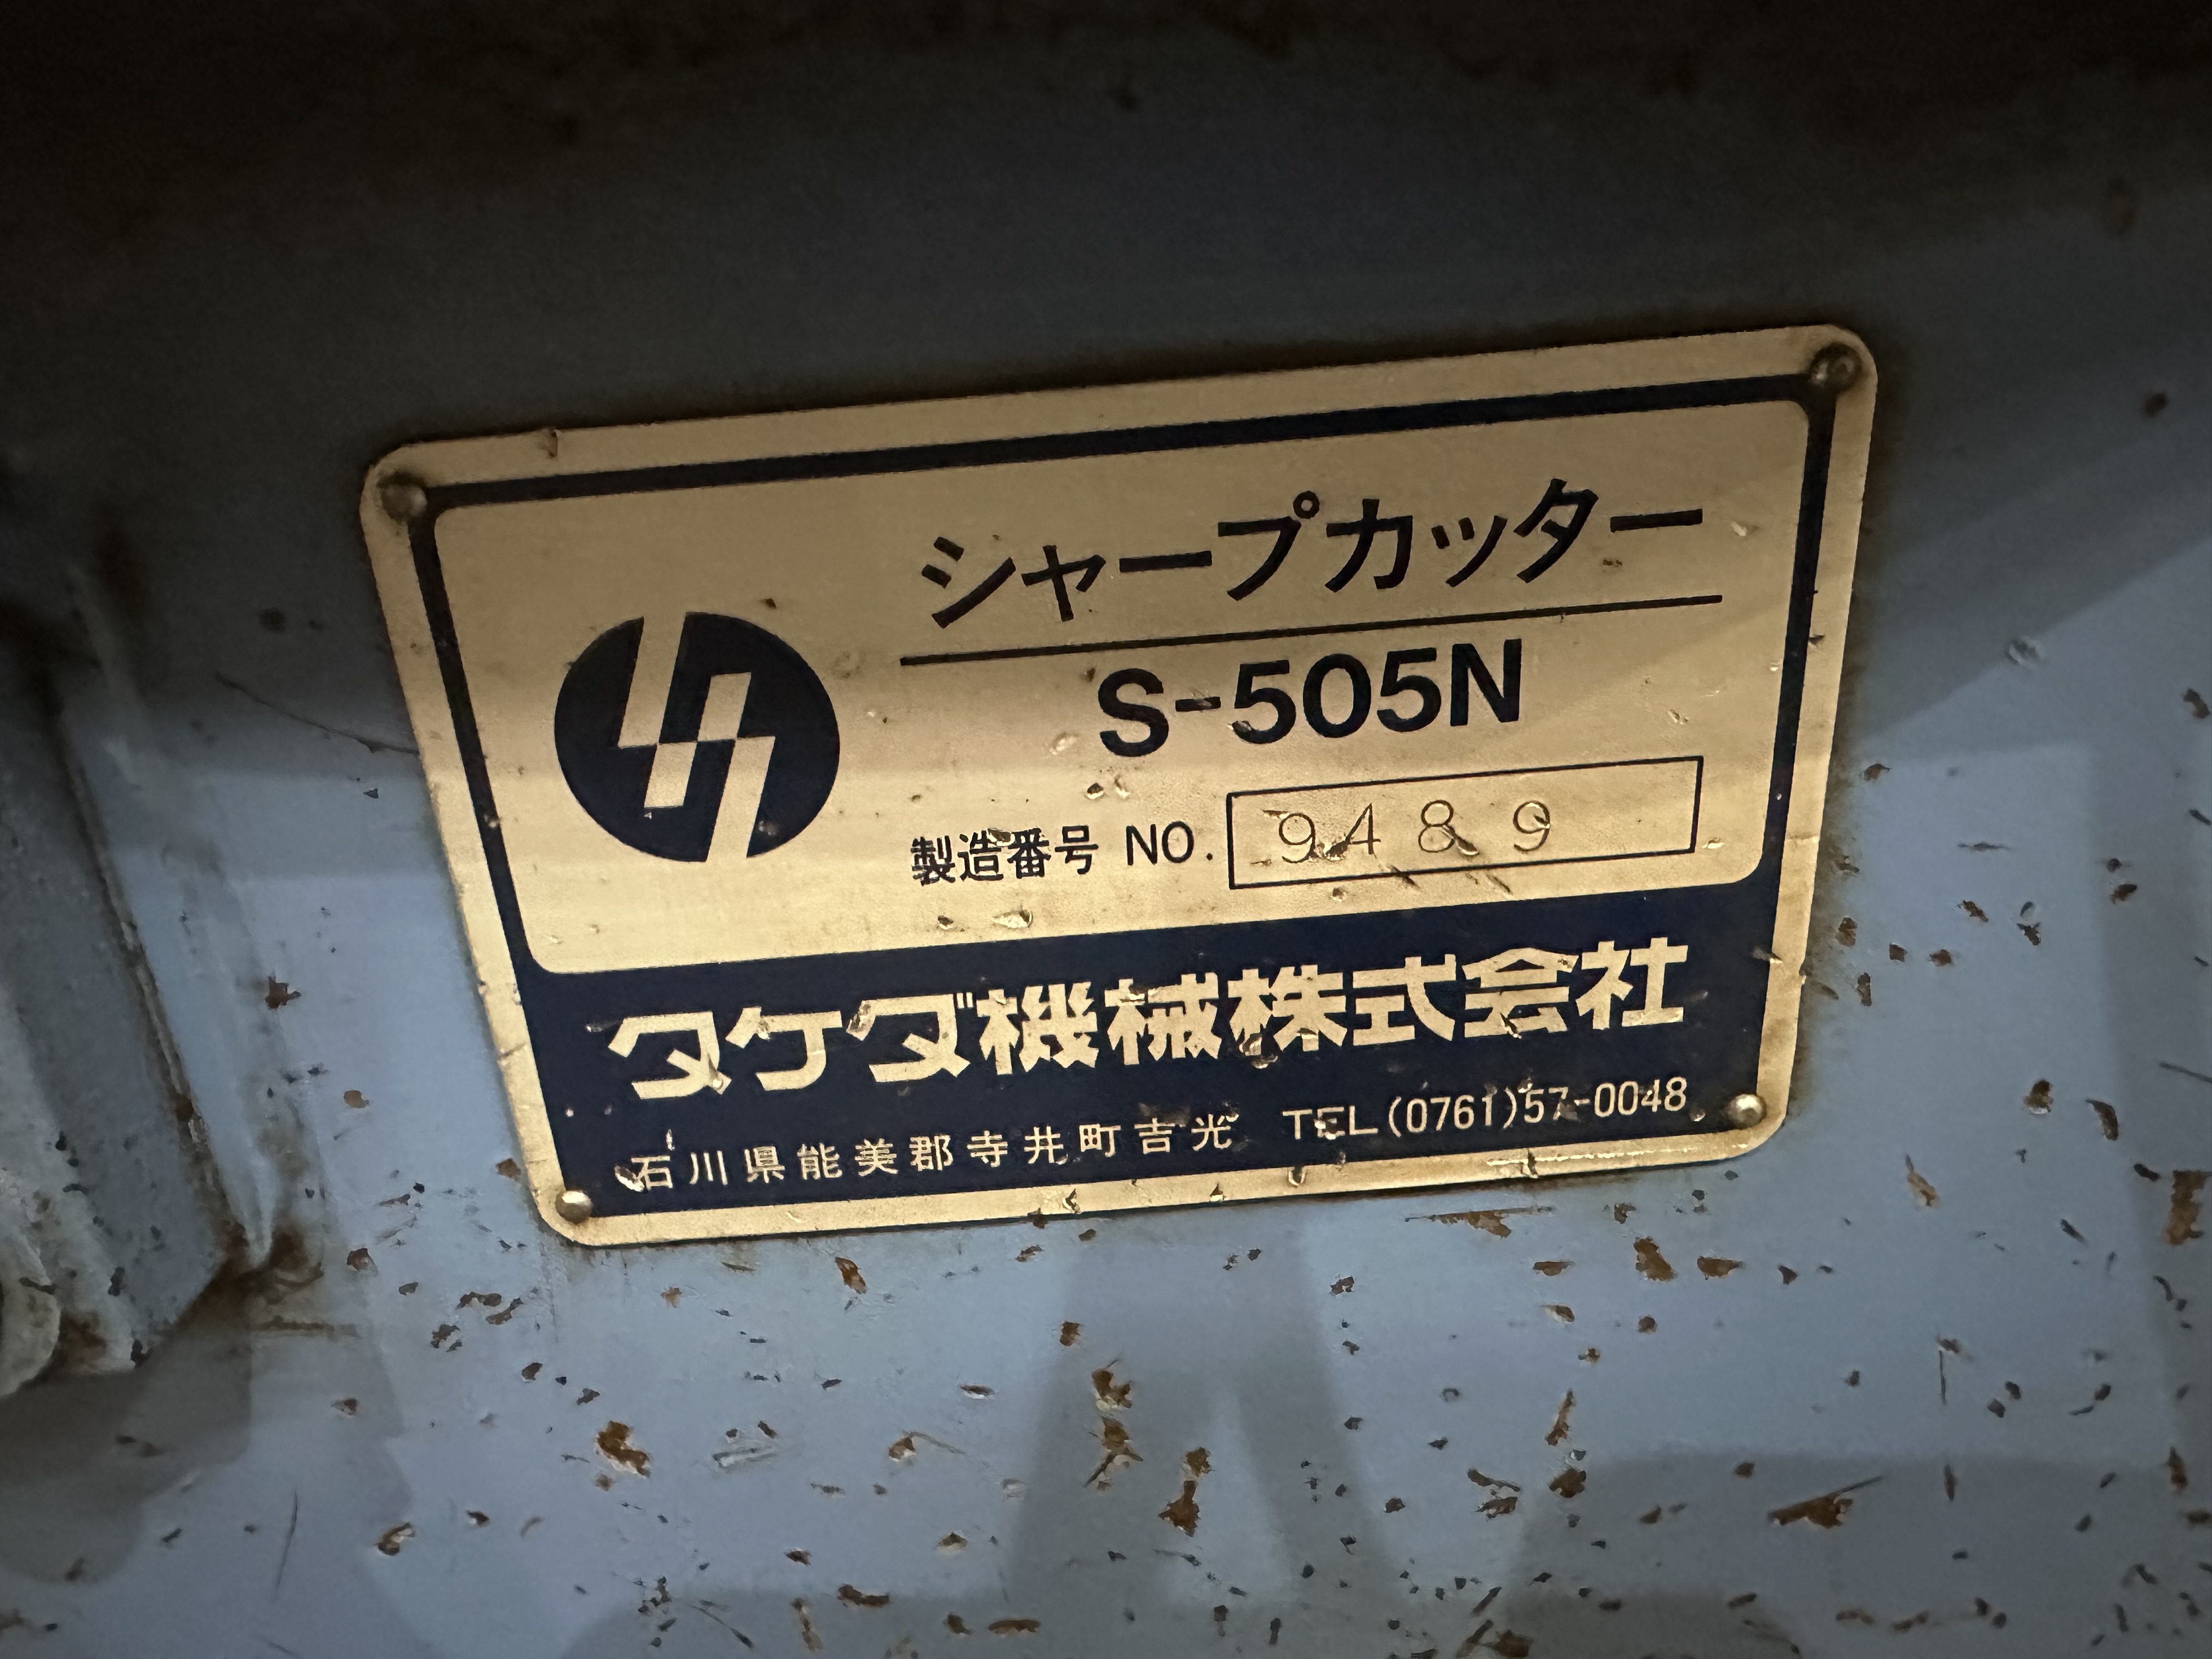 シャープカッター
S-505N
製造番号 NO. 9489
タケダ機械株式会社
石川県能美郡寺井町吉光 TEL(0761)57-0048